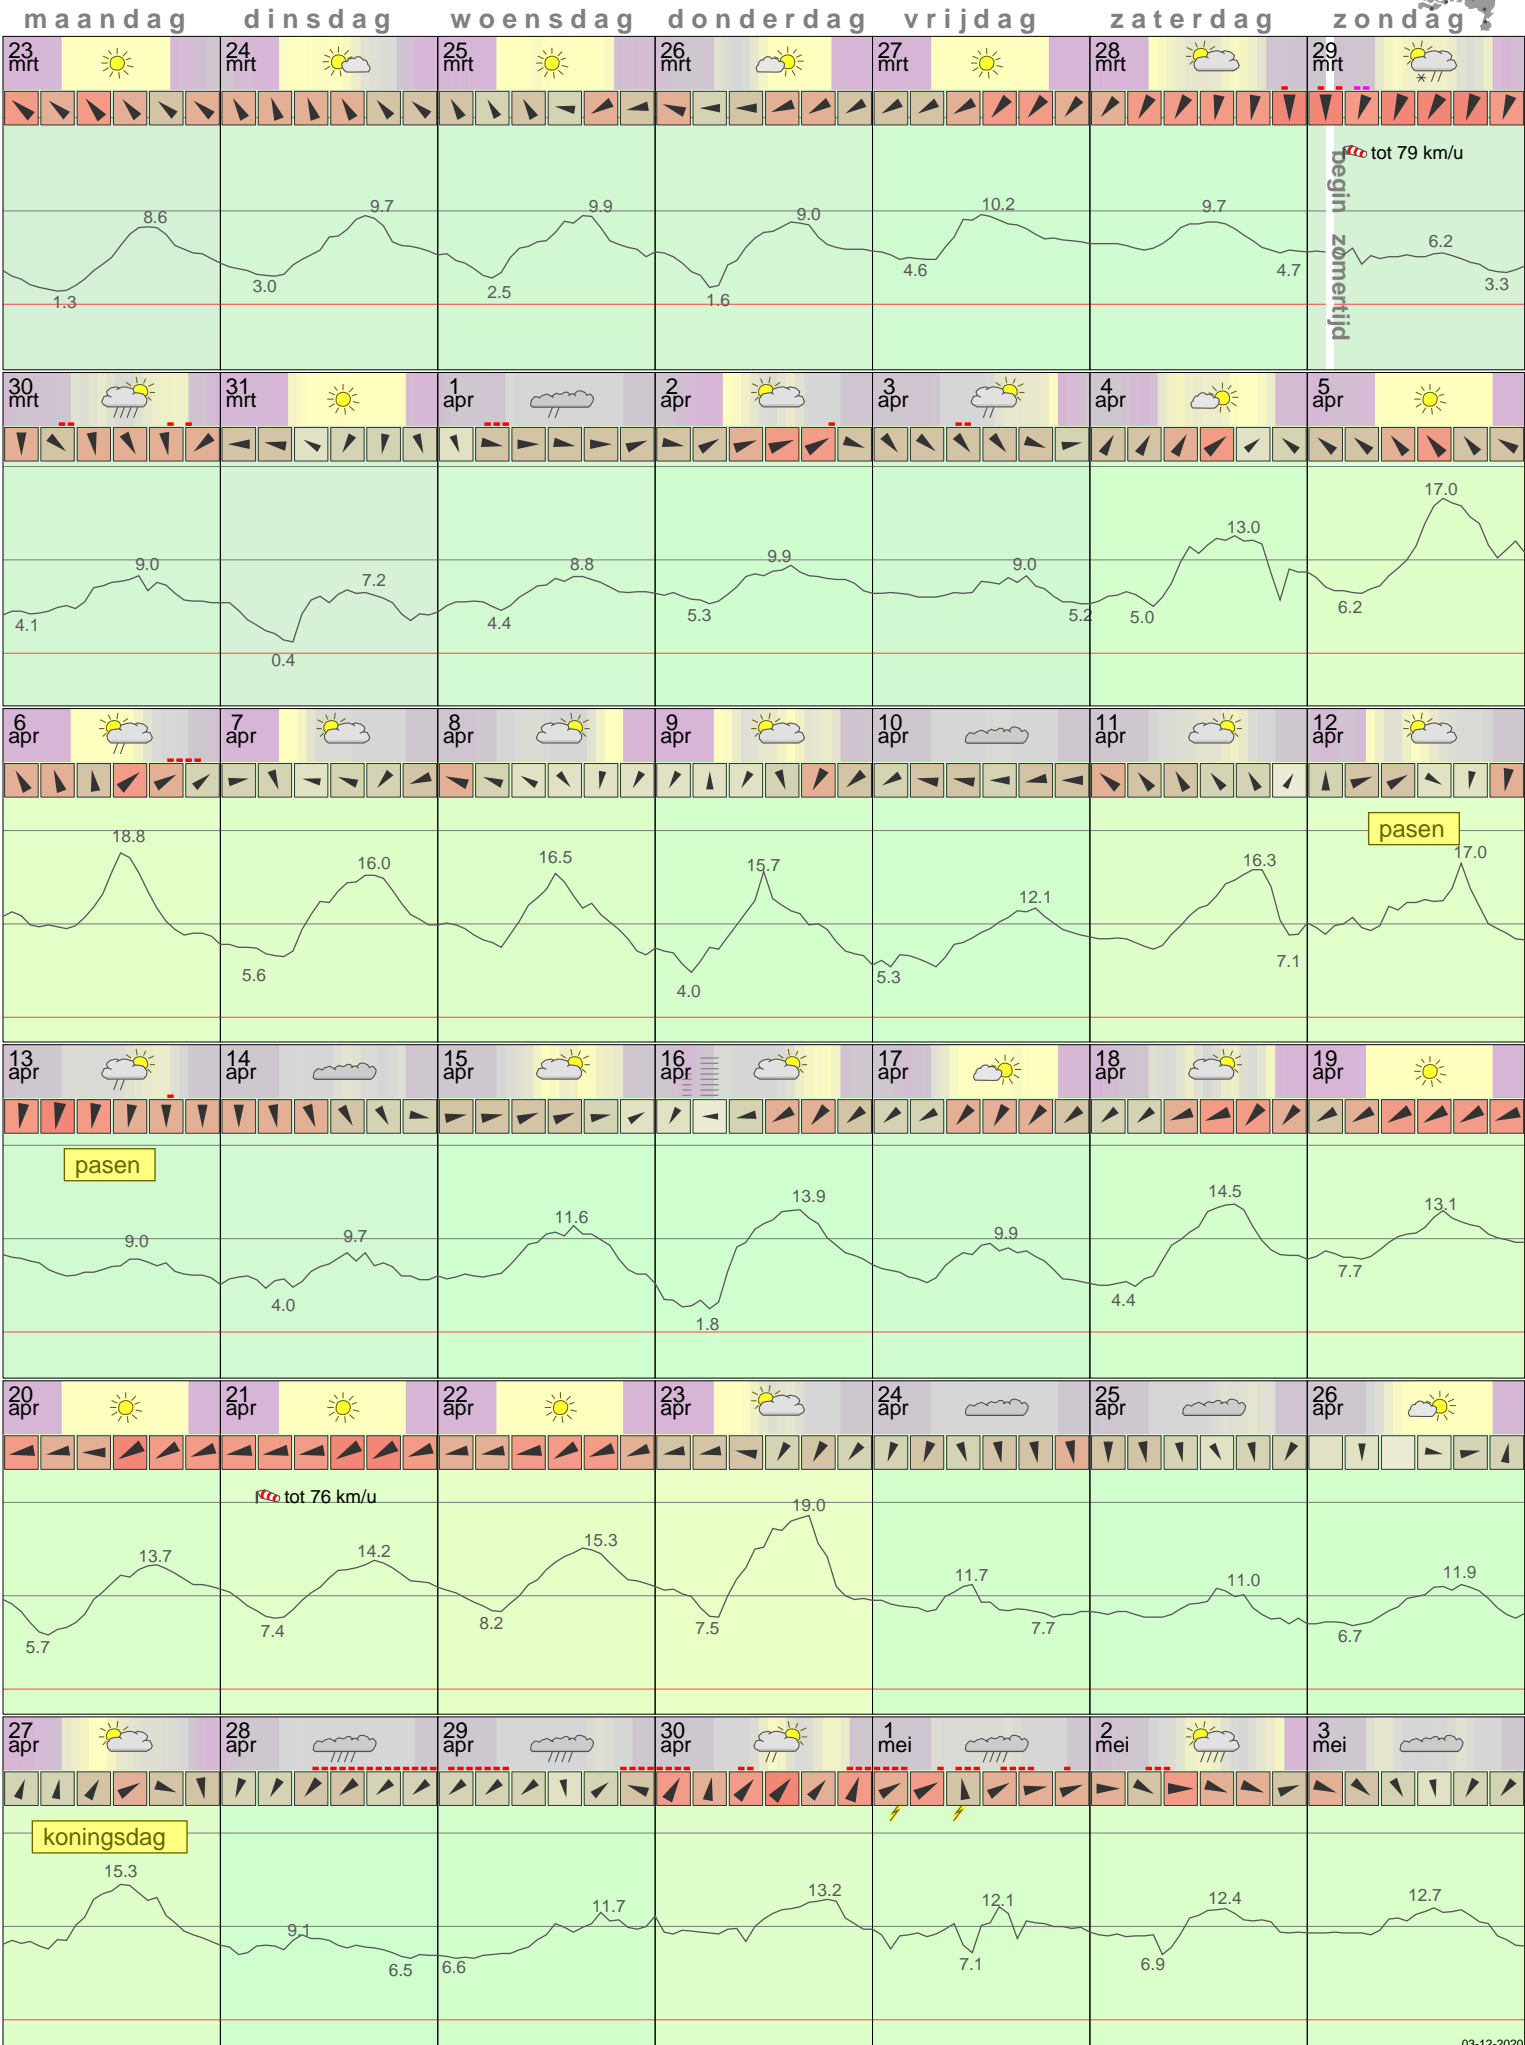 maandag dinsdag woensdag donderdag vrijdag zaterdag zondag
23 24 25 26 27 28 29
mrt mrt mrt mrt mrt mrt mrt
tot 79 km/u
begin zomertijd
8.6 9.7 9.9 9.0 10.2 9.7 6.2
1.3 3.0 2.5 1.6 4.6 4.7 3.3
30 31 1 2 3 4 5
mrt mrt apr apr apr apr apr
9.0 7.2 8.8 9.9 9.0 13.0 17.0
4.1 0.4 4.4 5.3 5.2 5.0 6.2
6 7 8 9 10 11 12
apr apr apr apr apr apr apr
pasen
18.8 16.0 16.5 15.7 12.1 16.3 17.0
5.6 4.0 5.3 7.1
13 14 15 16 17 18 19
apr apr apr apr apr apr apr
pasen
9.0 9.7 11.6 13.9 9.9 14.5 13.1
4.0 1.8 4.4 7.7
20 21 22 23 24 25 26
apr apr apr apr apr apr apr
tot 76 km/u
13.7 14.2 15.3 19.0 11.7 11.0 11.9
5.7 7.4 8.2 7.5 7.7 6.7
27 28 29 30 1 2 3
apr apr apr apr mei mei mei
koningsdag
15.3 9.1 11.7 13.2 12.1 12.4 12.7
6.5 6.6 7.1 6.9
03-12-2020